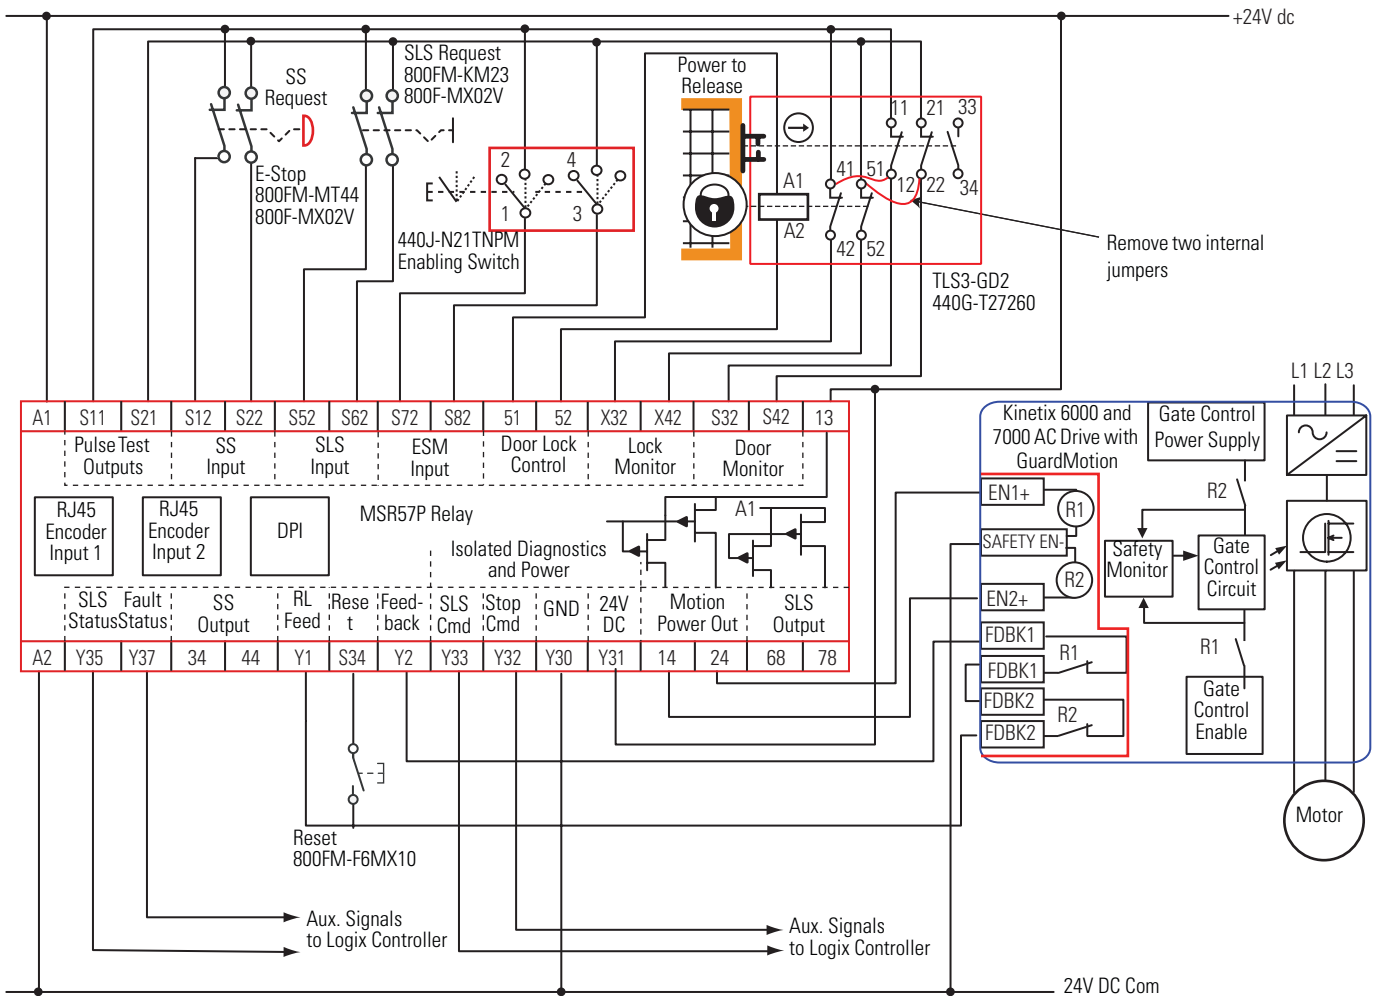 +24V dc
SS
Request
SLS Request
800FM-KM23
800F-MX02V
Power to
Release
11 21 33
2 4
41 51
12 22 34
A1
A2
1 3
42 52
E-Stop
800FM-MT44
800F-MX02V
440J-N21TNPM
Enabling Switch
Remove two internal
jumpers
TLS3-GD2
440G-T27260
L1 L2 L3
A1 S11 S21 S12 S22 S52 S62 S72 S82 51 52 X32 X42 S32 S42 13
Pulse Test
Outputs
SS
Input
SLS
Input
ESM
Input
Door Lock
Control
Lock
Monitor
Door
Monitor
RJ45
Encoder
Input 1
RJ45
Encoder
Input 2
DPI
MSR57P Relay
A1
Isolated Diagnostics
and Power
SLS
Status
Fault
Status
SS
Output
RL
Feed
Rese
t
Feed-
back
SLS
Cmd
Stop
Cmd
GND
24V
DC
Motion
Power Out
SLS
Output
A2 Y35 Y37 34 44 Y1 S34 Y2 Y33 Y32 Y30 Y31 14 24 68 78
Kinetix 6000 and
7000 AC Drive with
GuardMotion
Gate Control
Power Supply
EN1+
R1
SAFETY EN-
R2
EN2+
FDBK1
FDBK1
R1
FDBK2
R2
FDBK2
R2
Safety
Monitor
Gate
Control
Circuit
R1
Gate
Control
Enable
Motor
Reset
800FM-F6MX10
Aux. Signals
to Logix Controller
Aux. Signals
to Logix Controller
24V DC Com